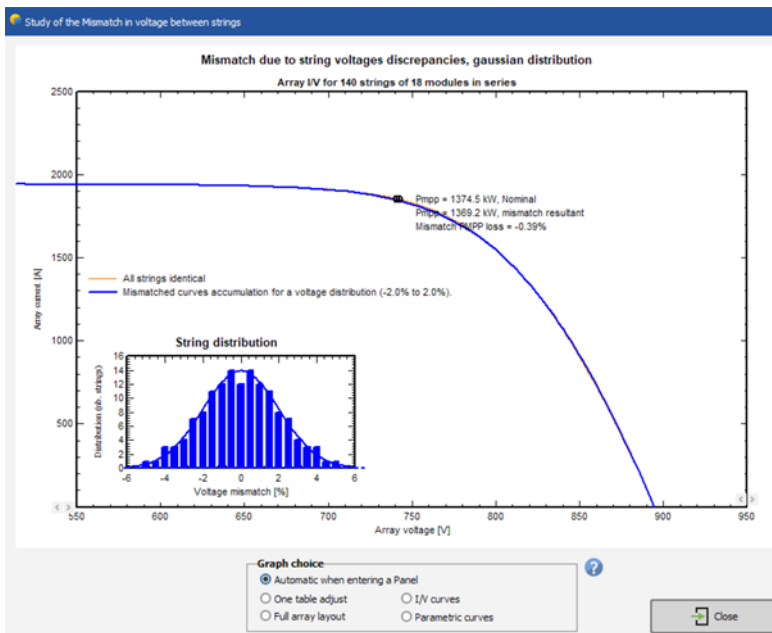 Study of the Mismatch in voltage between strings
Mismatch due to string voltages discrepancies, gaussian distribution
Array I/V for 140 strings of 18 modules in series
2500
2000
1500
1000
500
Array current [A]
Pmpp = 1374.5 kW, Nominal
Pmpp = 1369.2 kW, mismatch resultant
Mismatch PMPP loss = -0.39%
All strings identical
Mismatched curves accumulation for a voltage distribution (-2.0% to 2.0%).
String distribution
16
14
12
10
8
6
4
2
0
Distribution (nb. strings)
-6 -4 -2 0 2 4 6
Voltage mismatch [%]
< >
< >
550 600 650 700 750 800 850 900 950
Array voltage [V]
Graph choice
Automatic when entering a Panel
One table adjust
I/V curves
Full array layout
Parametric curves
?
Close